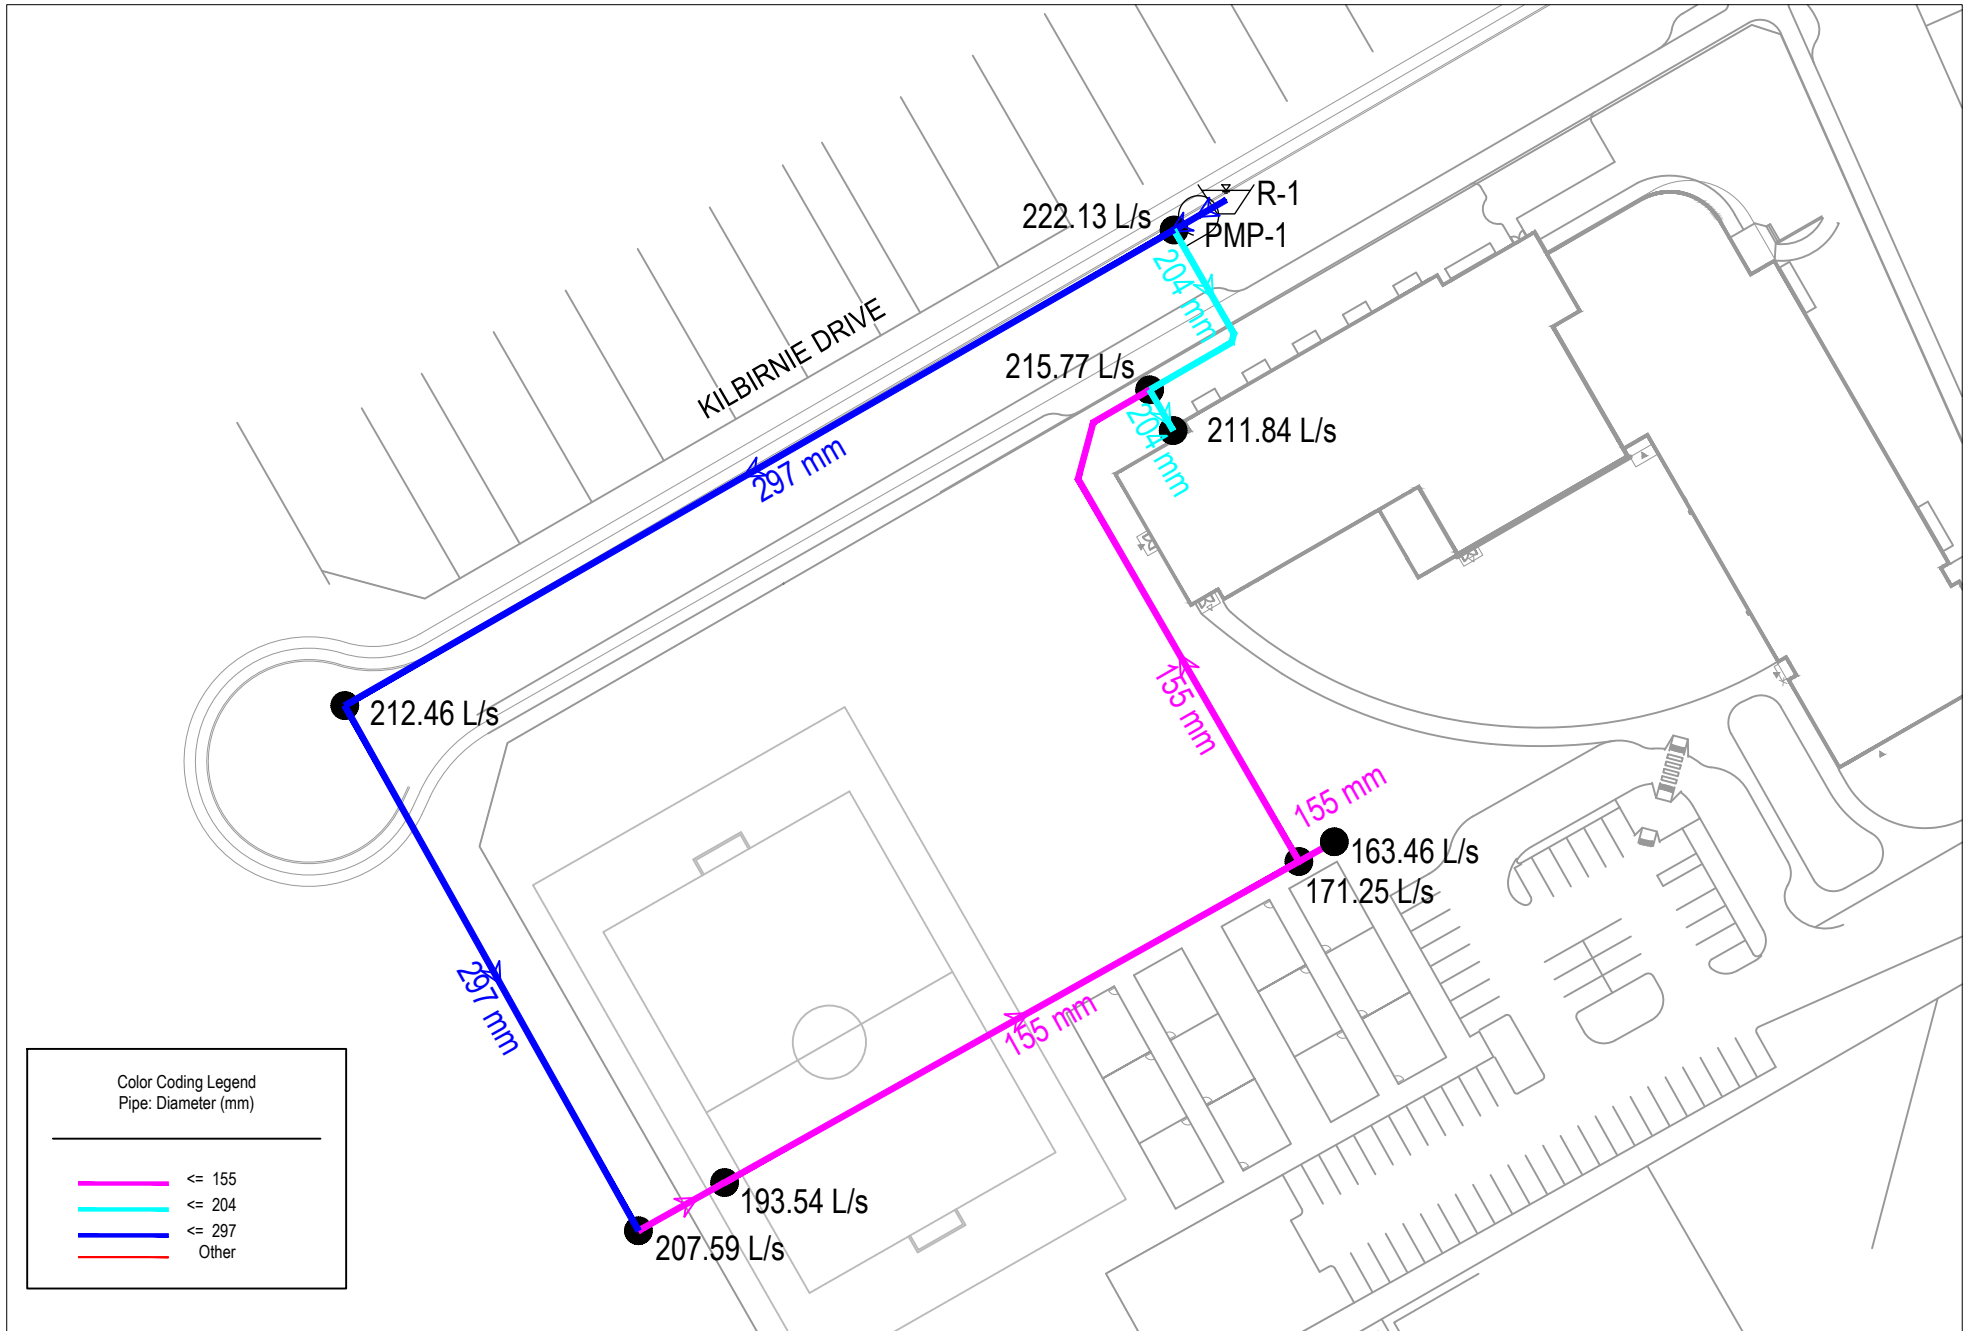 R-1
222.13 L/s
PMP-1
204 mm
KILBIRNIE DRIVE
215.77 L/s
204 mm
211.84 L/s
297 mm
155 mm
212.46 L/s
155 mm
163.46 L/s
171.25 L/s
297 mm
155 mm
193.54 L/s
207.59 L/s
Color Coding Legend
Pipe: Diameter (mm)
<= 155
<= 204
<= 297
Other